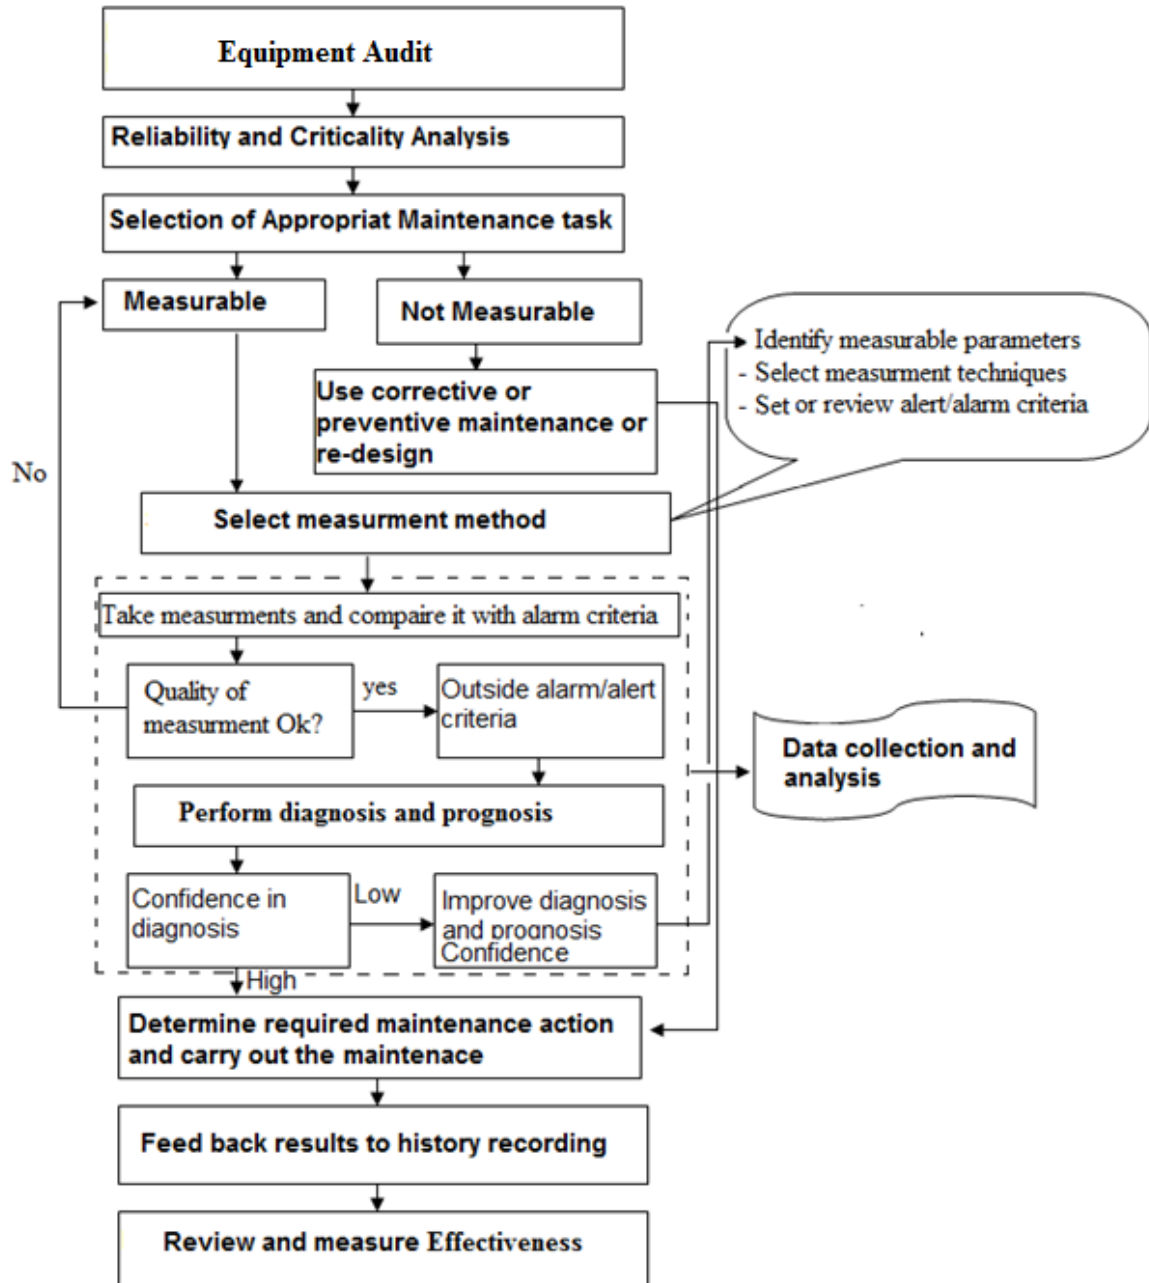 Equipment Audit
Reliability and Criticality Analysis
Selection of Appropriat Maintenance task
Measurable
Not Measurable
Identify measurable parameters
- Select measurment techniques
- Set or review alert/alarm criteria
Use corrective or
preventive maintenance or
re-design
No
Select measurment method
Take measurments and compaire it with alarm criteria
Quality of
measurment Ok?
yes
Outside alarm/alert
criteria
Data collection and
analysis
Perform diagnosis and prognosis
Confidence in
diagnosis
Low
Improve diagnosis
and prognosis
Confidence
High
Determine required maintenance action
and carry out the maintenace
Feed back results to history recording
Review and measure Effectiveness